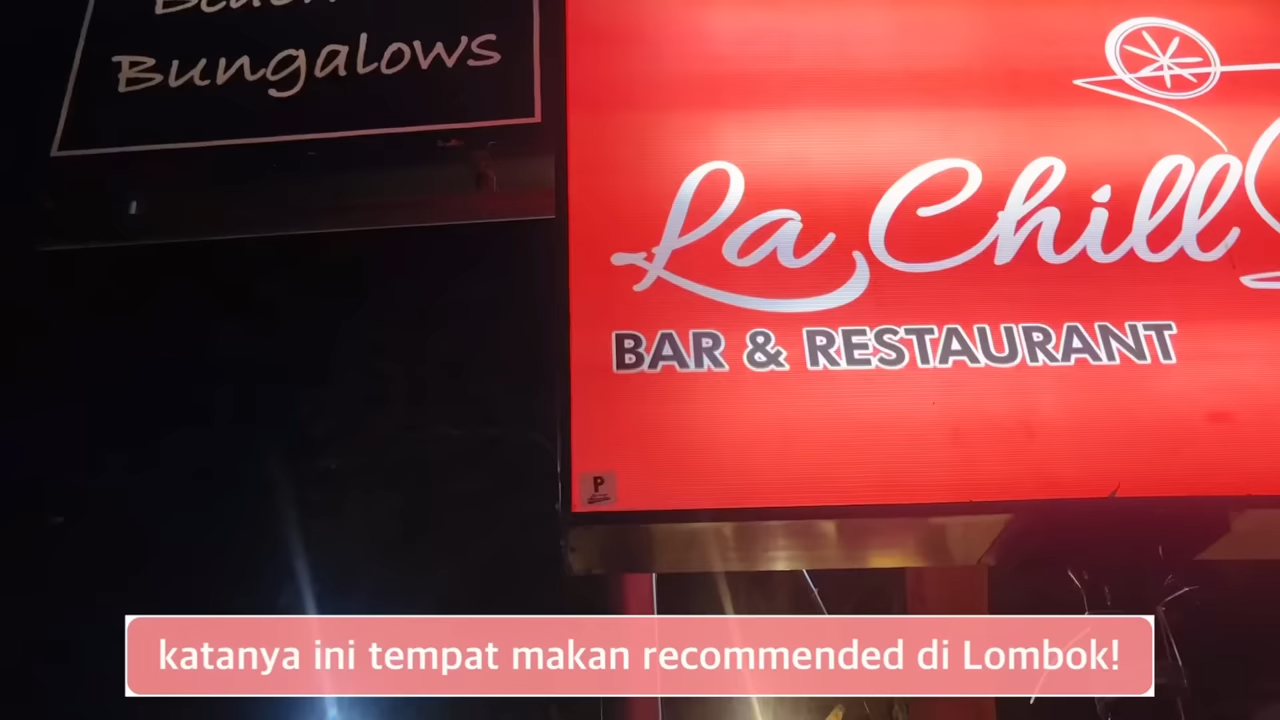 Bungalows
La Chill
BAR & RESTAURANT
P
katanya ini tempat makan recommended di Lombok!